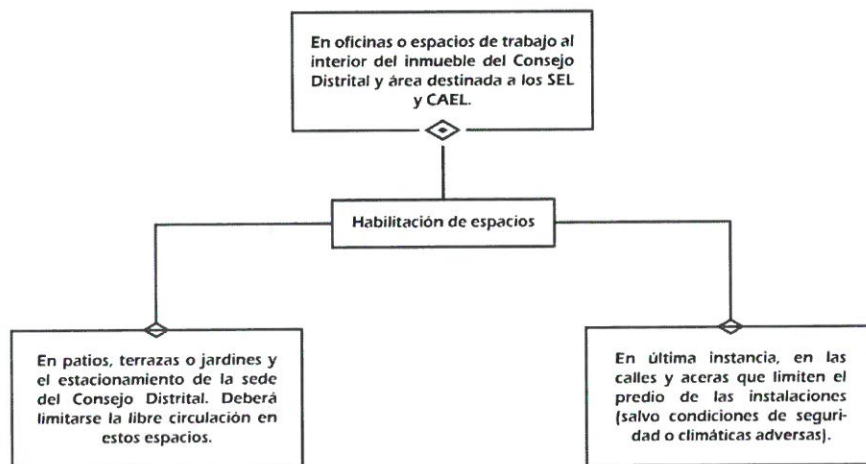 En oficinas o espacios de trabajo al
interior del inmueble del Consejo
Distrital y área destinada a los SEL
y CAEL.
Habilitación de espacios
En patios, terrazas o jardines y
el estacionamiento de la sede
del Consejo Distrital. Deberá
limitarse la libre circulación en
estos espacios.
En última instancia, en las
calles y aceras que limiten el
predio de las instalaciones
(salvo condiciones de seguri-
dad o climáticas adversas).